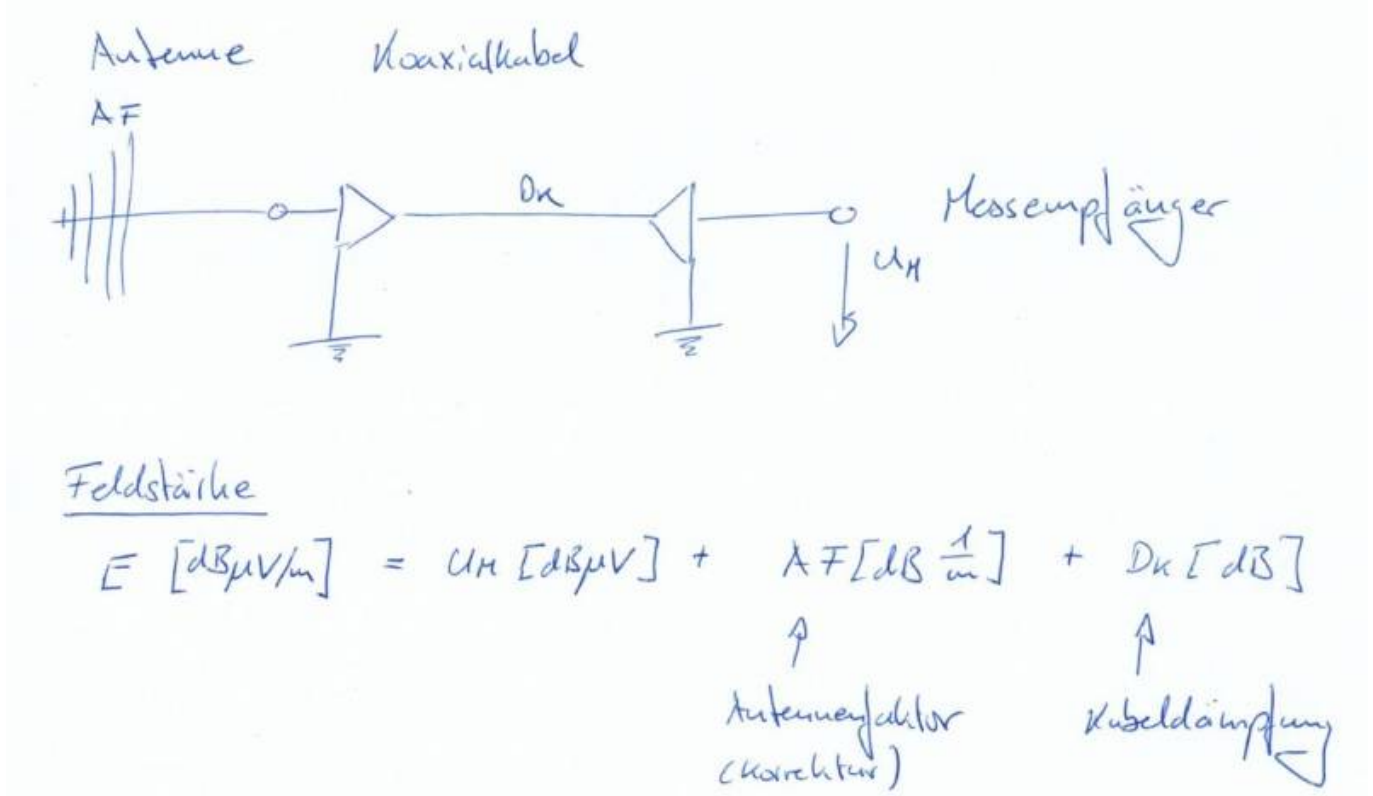 Antenne Koaxialkabel
AF
DK
Messempfänger
UM
Feldstärke
E [dBµV/m] = UM [dBµV] + AF [dB 1/m] + DK [dB]
Antennenfaktor Kabeldämpfung
(Korrektur)